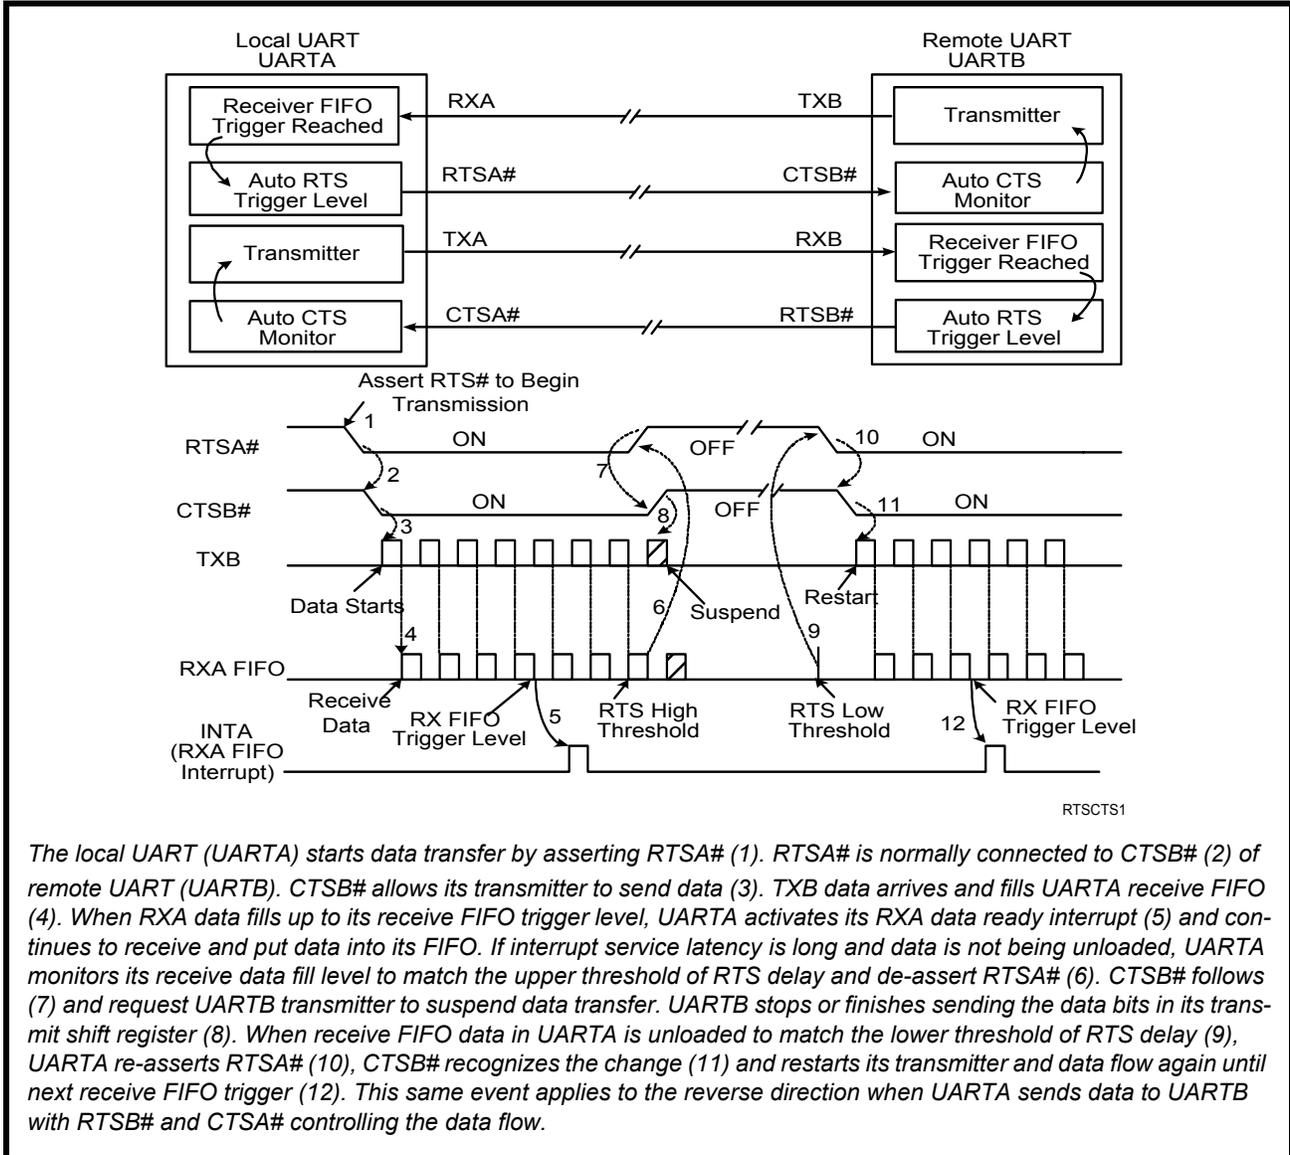 Local UART
UARTA
Remote UART
UARTB
Receiver FIFO
Trigger Reached
RXA
TXB
Transmitter
Auto RTS
Trigger Level
RTSA#
CTSB#
Auto CTS
Monitor
Transmitter
TXA
RXB
Receiver FIFO
Trigger Reached
Auto CTS
Monitor
CTSA#
RTSB#
Auto RTS
Trigger Level
Assert RTS# to Begin
Transmission
1
RTSA#
ON
OFF
10
ON
2
7
CTSB#
ON
8
OFF
11
ON
3
TXB
Data Starts
6
Suspend
Restart
4
9
RXA FIFO
Receive
Data
RX FIFO
Trigger Level
5
RTS High
Threshold
RTS Low
Threshold
12
RX FIFO
Trigger Level
INTA
(RXA FIFO
Interrupt)
RTSCTS1
The local UART (UARTA) starts data transfer by asserting RTSA# (1). RTSA# is normally connected to CTSB# (2) of
remote UART (UARTB). CTSB# allows its transmitter to send data (3). TXB data arrives and fills UARTA receive FIFO
(4). When RXA data fills up to its receive FIFO trigger level, UARTA activates its RXA data ready interrupt (5) and con-
tinues to receive and put data into its FIFO. If interrupt service latency is long and data is not being unloaded, UARTA
monitors its receive data fill level to match the upper threshold of RTS delay and de-assert RTSA# (6). CTSB# follows
(7) and request UARTB transmitter to suspend data transfer. UARTB stops or finishes sending the data bits in its trans-
mit shift register (8). When receive FIFO data in UARTA is unloaded to match the lower threshold of RTS delay (9),
UARTA re-asserts RTSA# (10), CTSB# recognizes the change (11) and restarts its transmitter and data flow again until
next receive FIFO trigger (12). This same event applies to the reverse direction when UARTA sends data to UARTB
with RTSB# and CTSA# controlling the data flow.